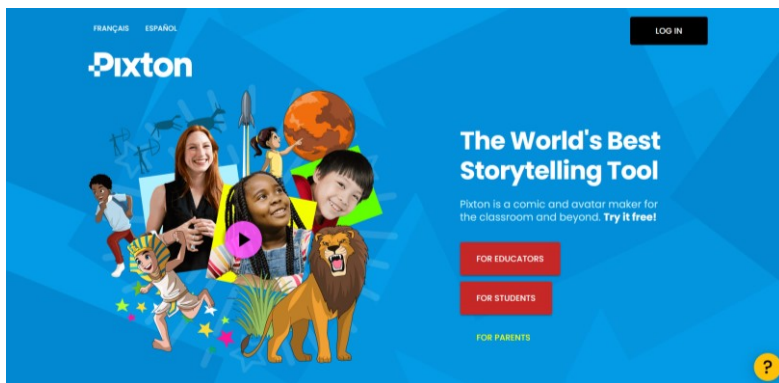 FRANÇAIS ESPAÑOL
LOG IN
Pixton
The World's Best
Storytelling Tool
Pixton is a comic and avatar maker for
the classroom and beyond. Try it free!
FOR EDUCATORS
FOR STUDENTS
FOR PARENTS
?